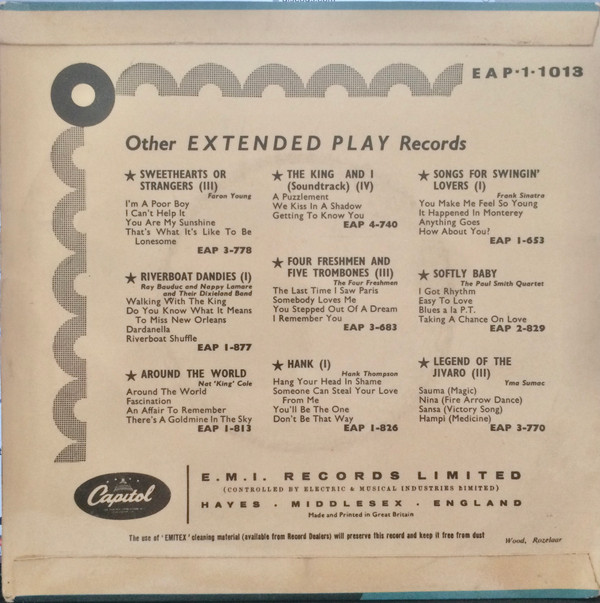 EAP·1·1013
Other EXTENDED PLAY Records
★ SWEETHEARTS OR
STRANGERS (III)
Faron Young
I'm A Poor Boy
I Can't Help It
You Are My Sunshine
That's What It's Like To Be
Lonesome
EAP 3-778
★ RIVERBOAT DANDIES (I)
Ray Bauduc and Nappy Lamare
and Their Dixieland Band
Walking With The King
Do You Know What It Means
To Miss New Orleans
Dardanella
Riverboat Shuffle
EAP 1-877
★ AROUND THE WORLD
Nat 'King' Cole
Around The World
Fascination
An Affair To Remember
There's A Goldmine In The Sky
EAP 1-813
★ THE KING AND I
(Soundtrack) (IV)
A Puzzlement
We Kiss In A Shadow
Getting To Know You
EAP 4-740
★ FOUR FRESHMEN AND
FIVE TROMBONES (III)
The Four Freshmen
The Last Time I Saw Paris
Somebody Loves Me
You Stepped Out Of A Dream
I Remember You
EAP 3-683
★ HANK (I)
Hank Thompson
Hang Your Head In Shame
Someone Can Steal Your Love
From Me
You'll Be The One
Don't Be That Way
EAP 1-826
★ SONGS FOR SWINGIN'
LOVERS (I)
Frank Sinatra
You Make Me Feel So Young
It Happened In Monterey
Anything Goes
How About You?
EAP 1-653
★ SOFTLY BABY
The Paul Smith Quartet
I Got Rhythm
Easy To Love
Blues a la P.T.
Taking A Chance On Love
EAP 2-829
★ LEGEND OF THE
JIVARO (III)
Yma Sumac
Sauma (Magic)
Nina (Fire Arrow Dance)
Sansa (Victory Song)
Hampi (Medicine)
EAP 3-770
Capitol
E.M.I. RECORDS LIMITED
(CONTROLLED BY ELECTRIC & MUSICAL INDUSTRIES LIMITED)
HAYES · MIDDLESEX · ENGLAND
Made and Printed in Great Britain
The use of 'EMITEX' cleaning material (available from Record Dealers) will preserve this record and keep it free from dust
Wood, Rozelaar